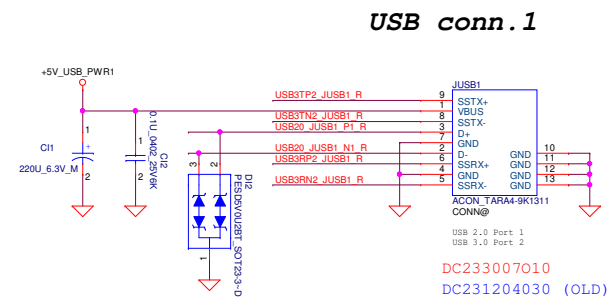 USB conn.1
+5V_USB_PWR1
JUSB1
USB3TP2_JUSB1_R 9 SSTX+
1 VBUS
USB3TN2_JUSB1_R 8 SSTX-
USB20_JUSB1_P1_R 3 D+
7 GND
USB20_JUSB1_N1_R 2 D- GND 10
USB3RP2_JUSB1_R 6 SSRX+ GND 11
4 GND GND 12
USB3RN2_JUSB1_R 5 SSRX- GND 13
ACON_TARA4-9K1311
CONN@
1
+
CI1
220U_6.3V_M
2
0.1U_0402_25V6K
CI2
1
2
3
2
1
DI2
PESD5V0U2BT_SOT23-3~D
USB 2.0 Port 1
USB 3.0 Port 2
DC233007O10
DC231204030 (OLD)